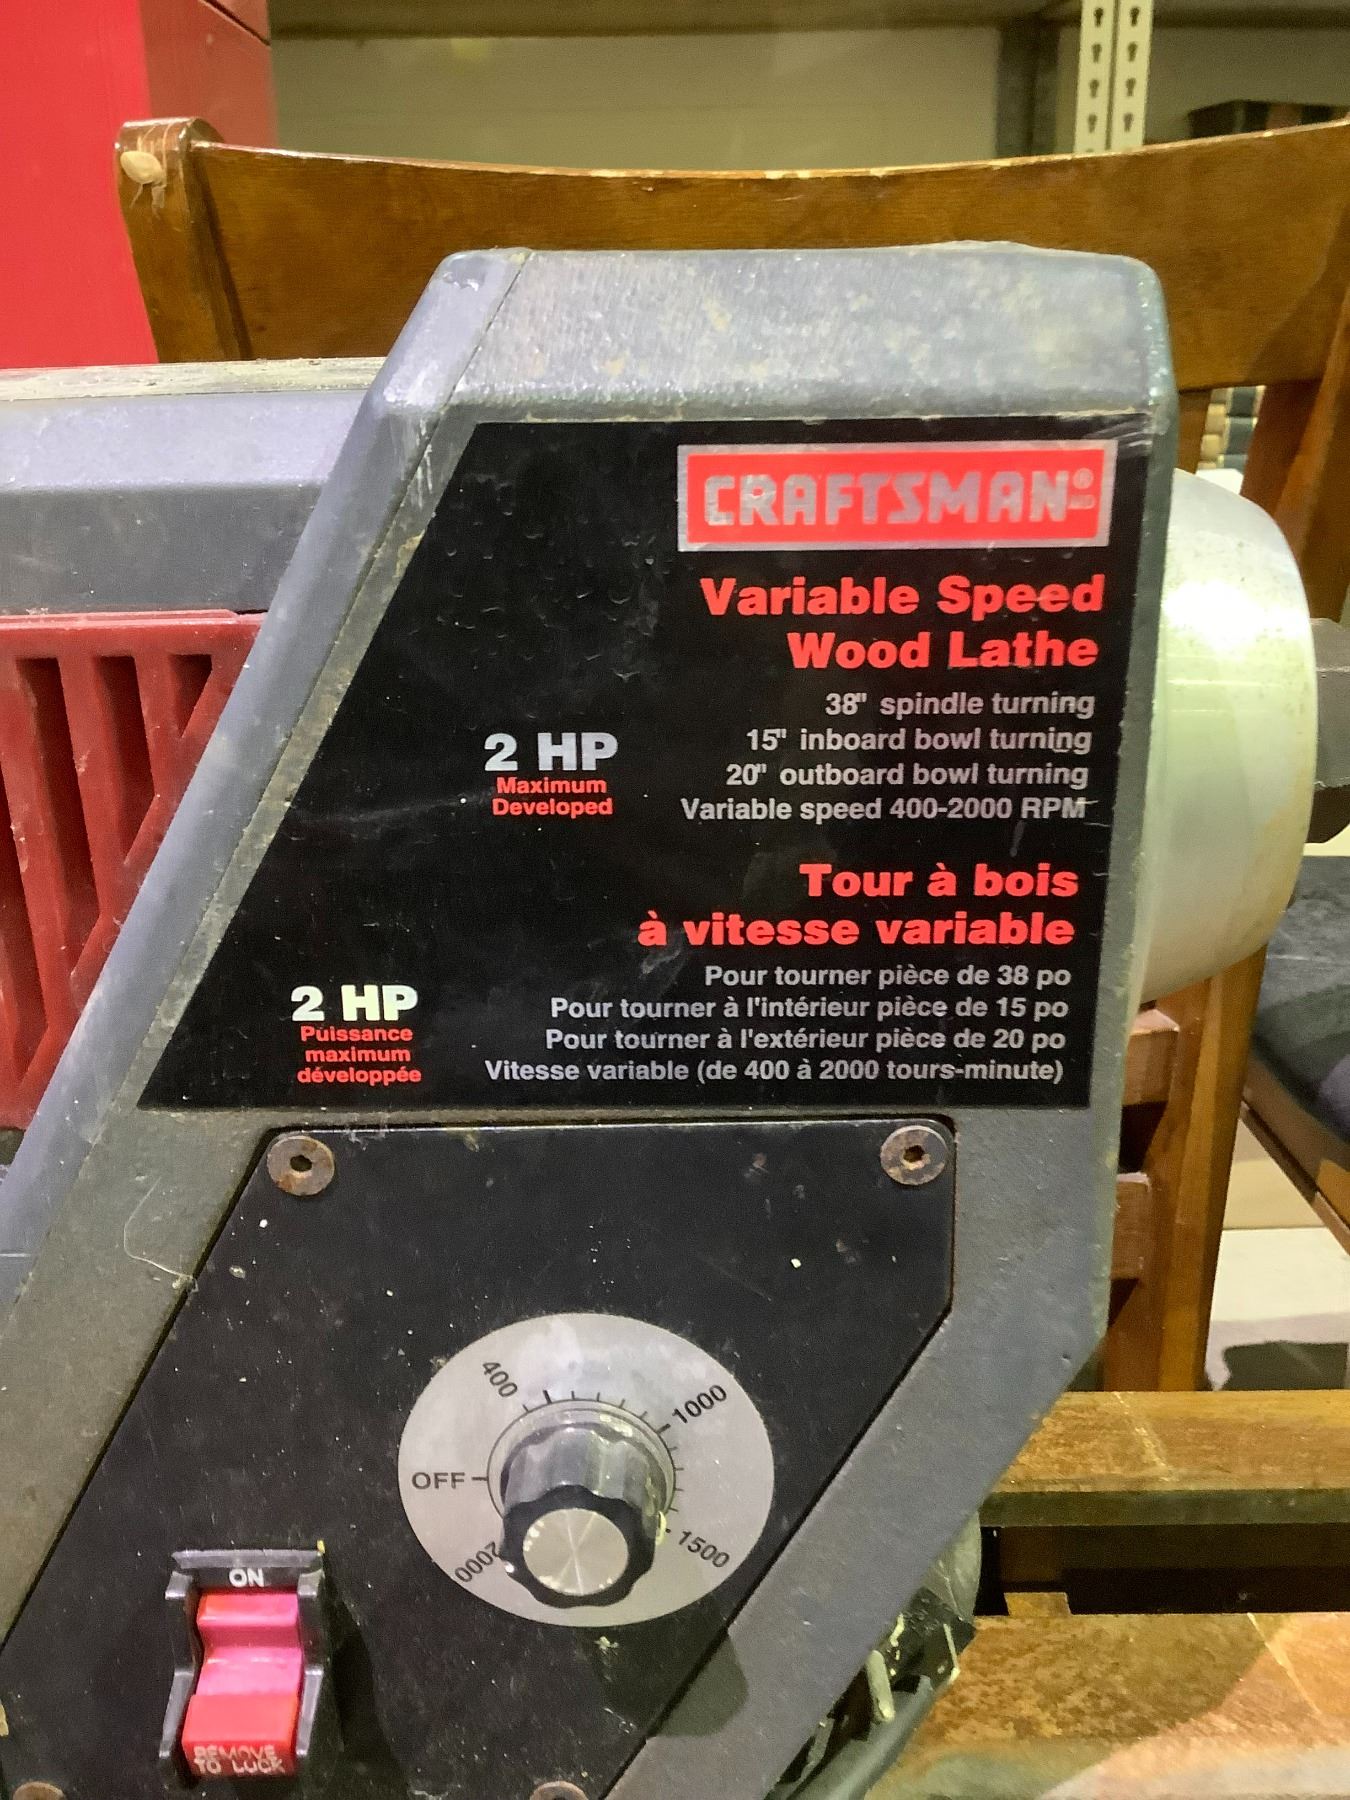 CRAFTSMAN®
MD
Variable Speed
Wood Lathe
38" spindle turning
15" inboard bowl turning
20" outboard bowl turning
Variable speed 400-2000 RPM
2 HP
Maximum
Developed
Tour à bois
à vitesse variable
Pour tourner pièce de 38 po
Pour tourner à l'intérieur pièce de 15 po
Pour tourner à l'extérieur pièce de 20 po
Vitesse variable (de 400 à 2000 tours-minute)
2 HP
Puissance
maximum
développée
OFF
400
1000
1500
2000
ON
REMOVE
TO LOCK